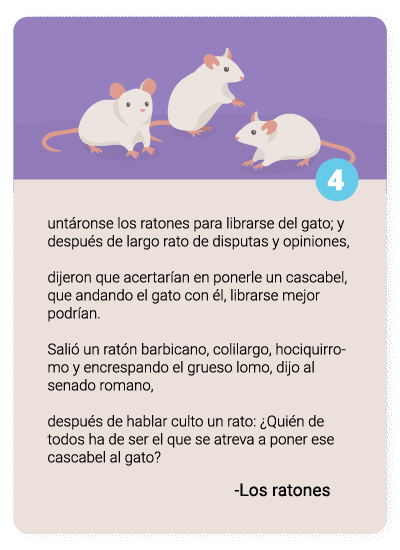 4
untáronse los ratones para librarse del gato; y
después de largo rato de disputas y opiniones,
dijeron que acertarían en ponerle un cascabel,
que andando el gato con él, librarse mejor
podrían.
Salió un ratón barbicano, colilargo, hociquirro-
mo y encrespando el grueso lomo, dijo al
senado romano,
después de hablar culto un rato: ¿Quién de
todos ha de ser el que se atreva a poner ese
cascabel al gato?
-Los ratones